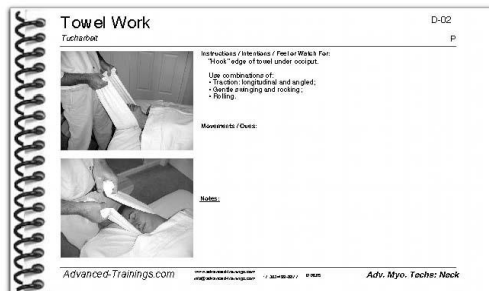 Towel Work
D-02
Tucharbeit
P
Instructions / Intentions / Feel or Watch For:
"Hook" edge of towel under occiput.
Use combinations of:
• Traction: longitudinal and angled;
• Gentle swinging and rocking;
• Rolling.
Movements / Cues:
Notes:
Advanced-Trainings.com
Adv. Myo. Techs: Neck